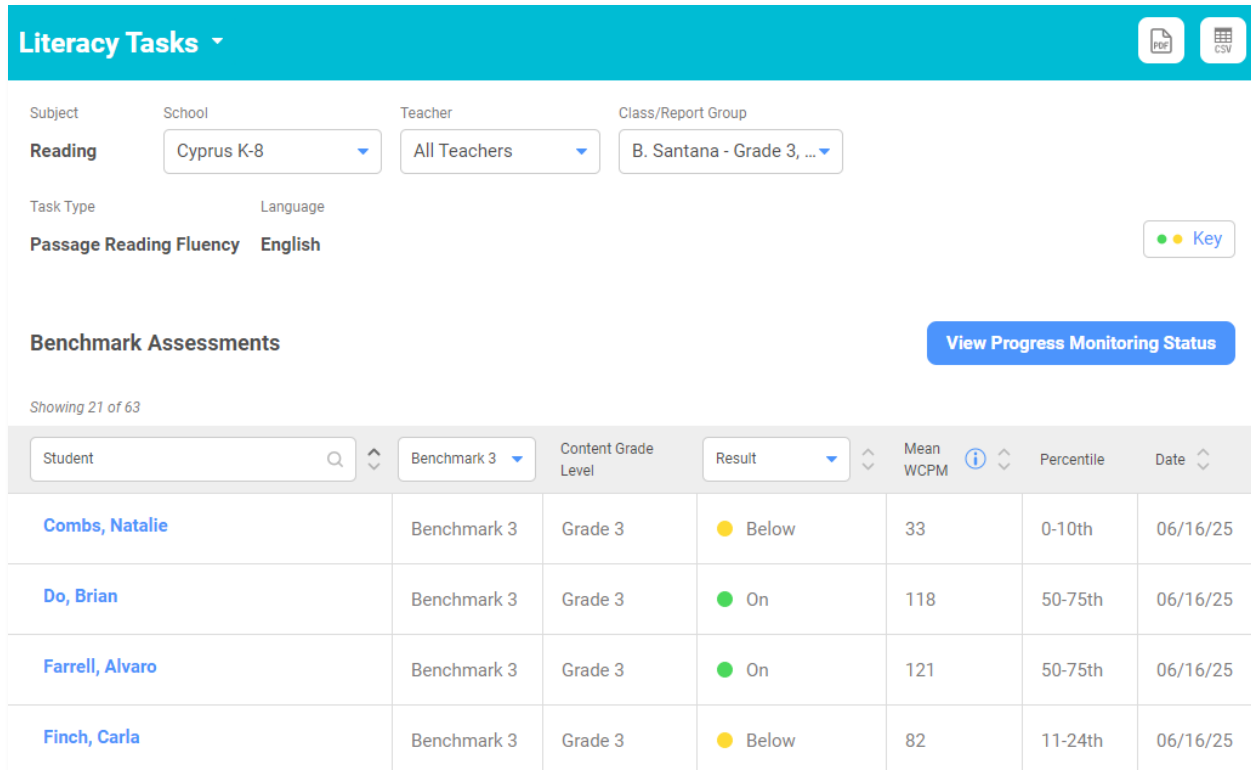 Literacy Tasks
PDF
CSV
Subject School Teacher Class/Report Group
Reading Cyprus K-8 All Teachers B. Santana - Grade 3, ...
Task Type Language
Passage Reading Fluency English
Key
Benchmark Assessments
View Progress Monitoring Status
Showing 21 of 63
Student Benchmark 3 Content Grade Level Result Mean WCPM Percentile Date
Combs, Natalie Benchmark 3 Grade 3 Below 33 0-10th 06/16/25
Do, Brian Benchmark 3 Grade 3 On 118 50-75th 06/16/25
Farrell, Alvaro Benchmark 3 Grade 3 On 121 50-75th 06/16/25
Finch, Carla Benchmark 3 Grade 3 Below 82 11-24th 06/16/25